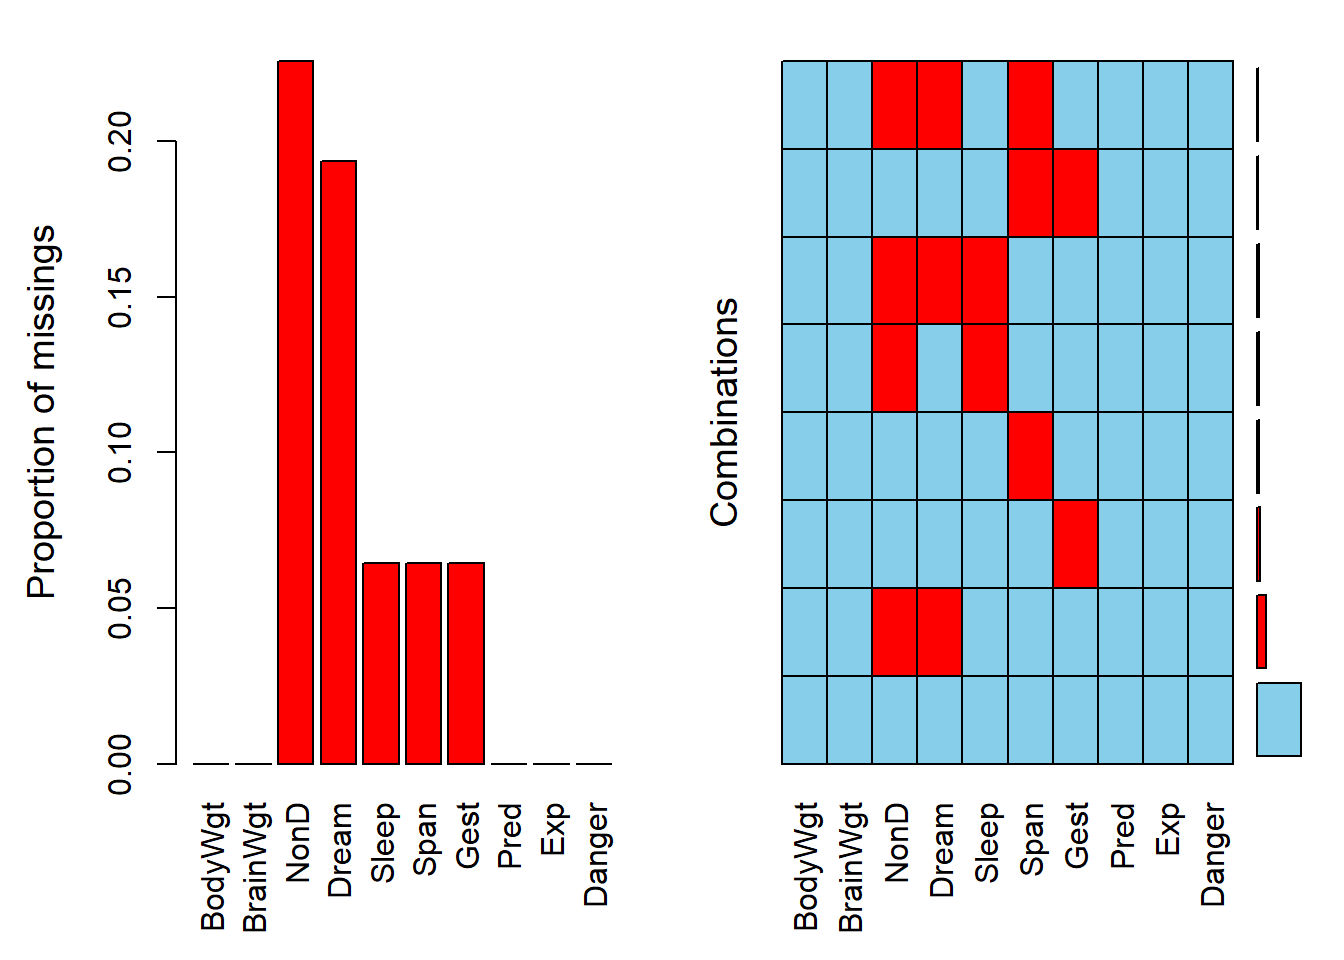 Proportion of missings
0.20
0.15
0.10
0.05
0.00
BodyWgt
BrainWgt
NonD
Dream
Sleep
Span
Gest
Pred
Exp
Danger
Combinations
BodyWgt
BrainWgt
NonD
Dream
Sleep
Span
Gest
Pred
Exp
Danger